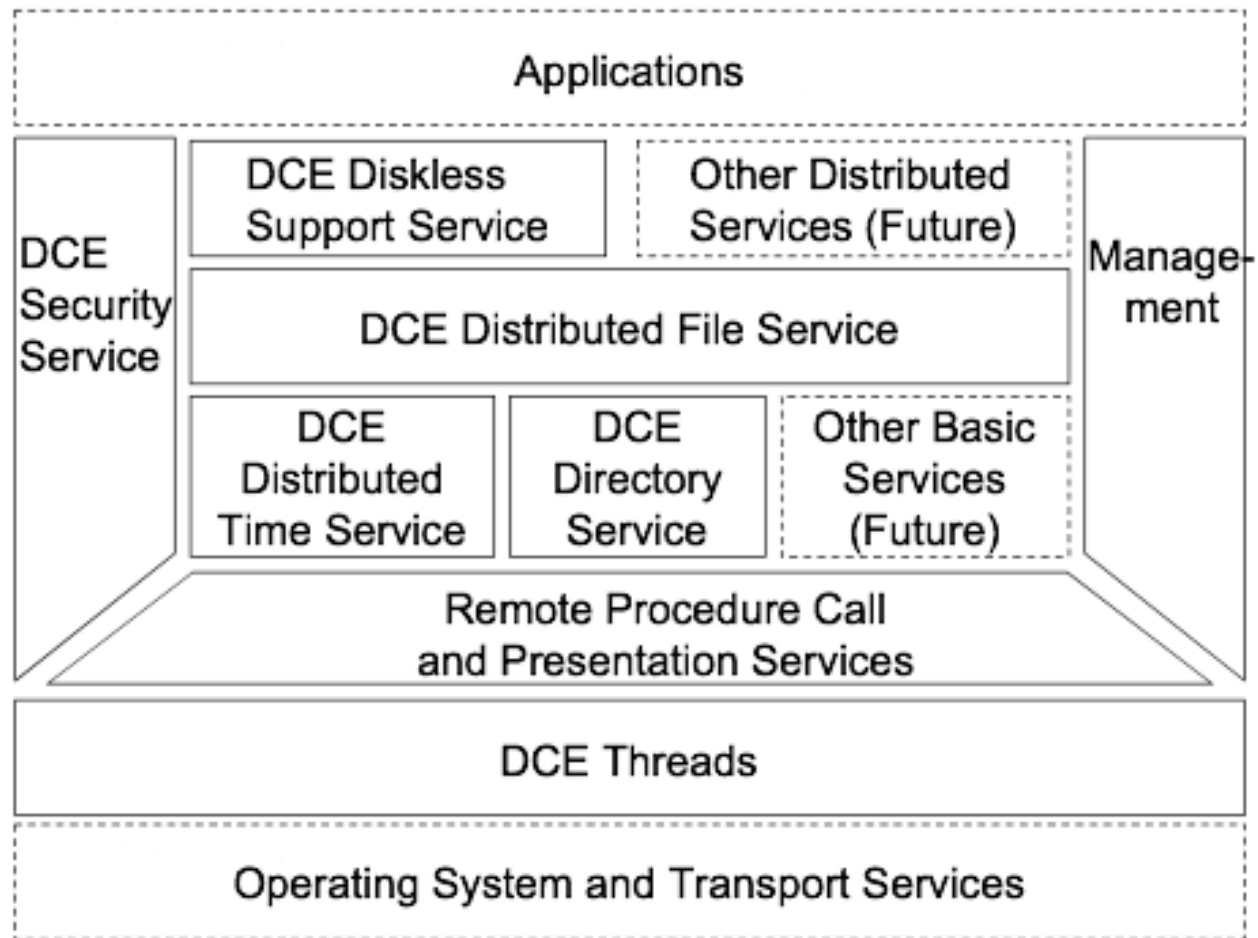 Applications
DCE Diskless
Support Service
Other Distributed
Services (Future)
DCE
Security
Service
Manage-
ment
DCE Distributed File Service
DCE
Distributed
Time Service
DCE
Directory
Service
Other Basic
Services
(Future)
Remote Procedure Call
and Presentation Services
DCE Threads
Operating System and Transport Services